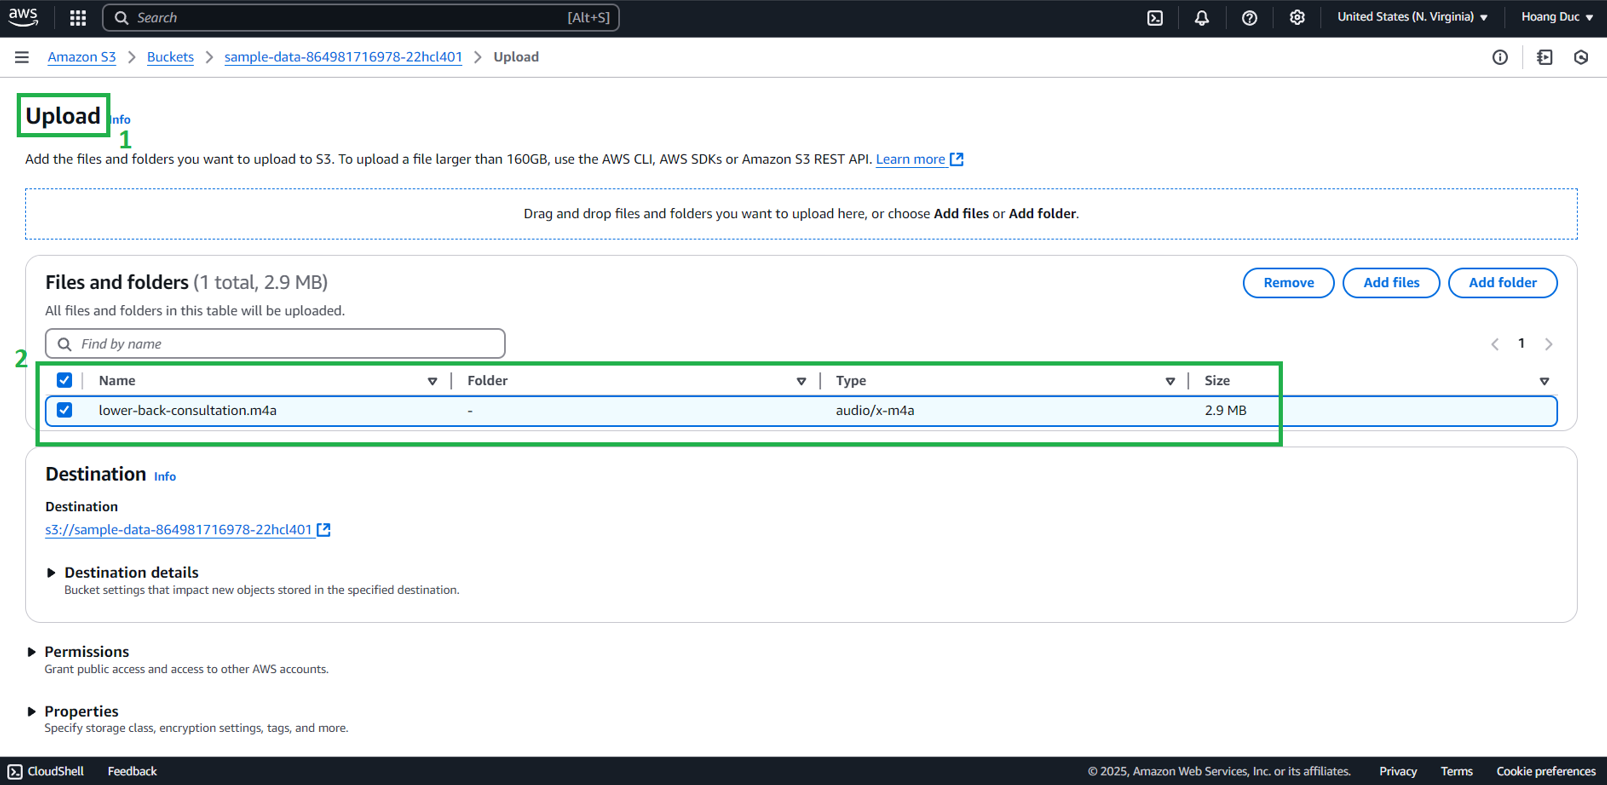 aws Search [Alt+S] United States (N. Virginia) Hoang Duc
Amazon S3 Buckets sample-data-864981716978-22hcl401 Upload
Upload Info
1
Add the files and folders you want to upload to S3. To upload a file larger than 160GB, use the AWS CLI, AWS SDKs or Amazon S3 REST API. Learn more
Drag and drop files and folders you want to upload here, or choose Add files or Add folder.
Files and folders (1 total, 2.9 MB) Remove Add files Add folder
All files and folders in this table will be uploaded.
Find by name 1
2
Name Folder Type Size
lower-back-consultation.m4a - audio/x-m4a 2.9 MB
Destination Info
Destination
s3://sample-data-864981716978-22hcl401
Destination details
Bucket settings that impact new objects stored in the specified destination.
Permissions
Grant public access and access to other AWS accounts.
Properties
Specify storage class, encryption settings, tags, and more.
CloudShell Feedback © 2025, Amazon Web Services, Inc. or its affiliates. Privacy Terms Cookie preferences